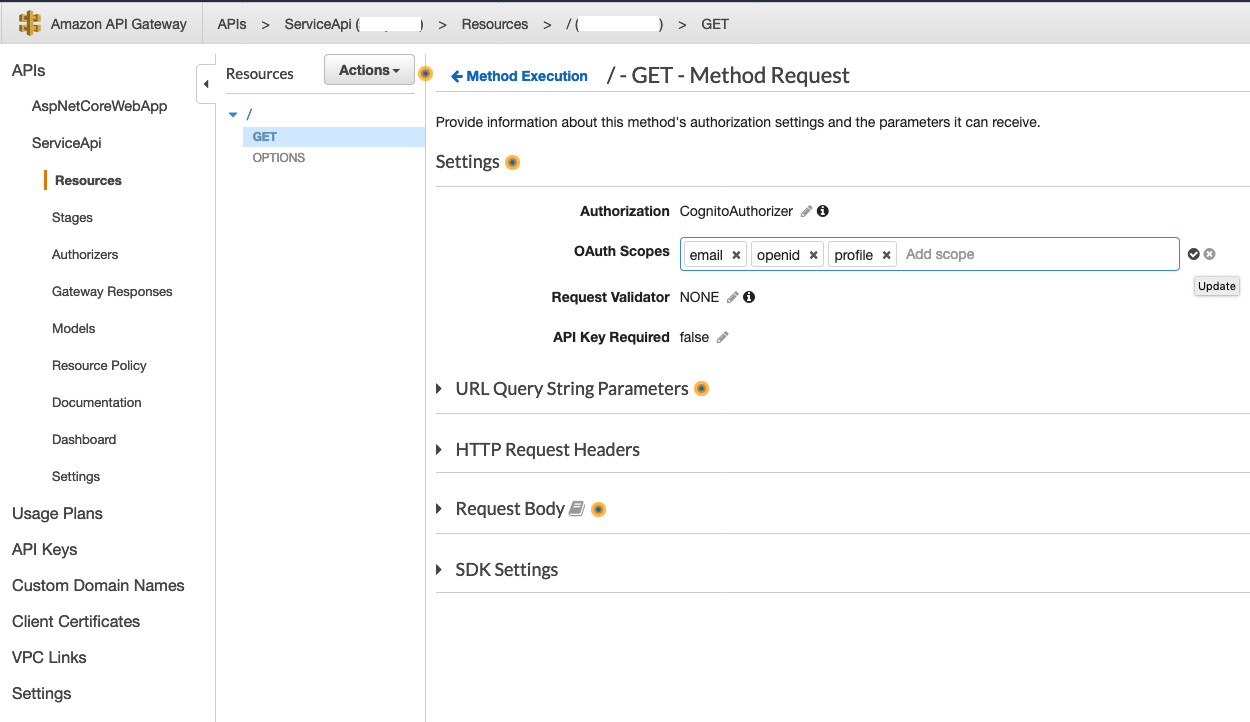 Amazon API Gateway APIs > ServiceApi ( ) > Resources > / ( ) > GET
APIs
AspNetCoreWebApp
ServiceApi
Resources
Stages
Authorizers
Gateway Responses
Models
Resource Policy
Documentation
Dashboard
Settings
Usage Plans
API Keys
Custom Domain Names
Client Certificates
VPC Links
Settings
Resources Actions
/
GET
OPTIONS
Method Execution / - GET - Method Request
Provide information about this method's authorization settings and the parameters it can receive.
Settings
Authorization CognitoAuthorizer
OAuth Scopes email openid profile Add scope
Update
Request Validator NONE
API Key Required false
URL Query String Parameters
HTTP Request Headers
Request Body
SDK Settings